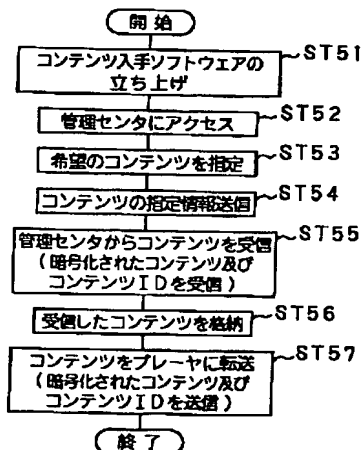 開始
コンテンツ入手ソフトウェアの
立ち上げ
ST51
管理センタにアクセス
ST52
希望のコンテンツを指定
ST53
コンテンツの指定情報送信
ST54
管理センタからコンテンツを受信
(暗号化されたコンテンツ及び
コンテンツIDを受信)
ST55
受信したコンテンツを格納
ST56
コンテンツをプレーヤに転送
(暗号化されたコンテンツ及び
コンテンツIDを送信)
ST57
終了